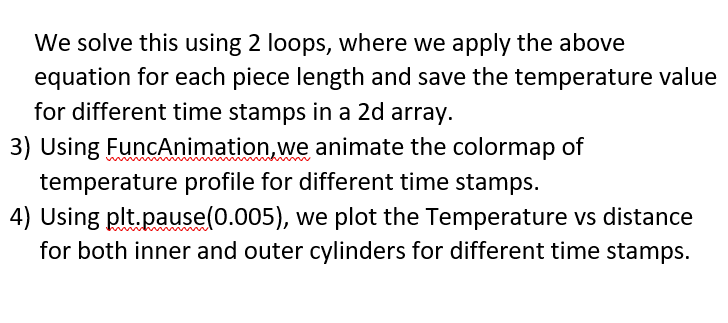 We solve this using 2 loops, where we apply the above
equation for each piece length and save the temperature value
for different time stamps in a 2d array.
3) Using FuncAnimation,we animate the colormap of
temperature profile for different time stamps.
4) Using plt.pause(0.005), we plot the Temperature vs distance
for both inner and outer cylinders for different time stamps.